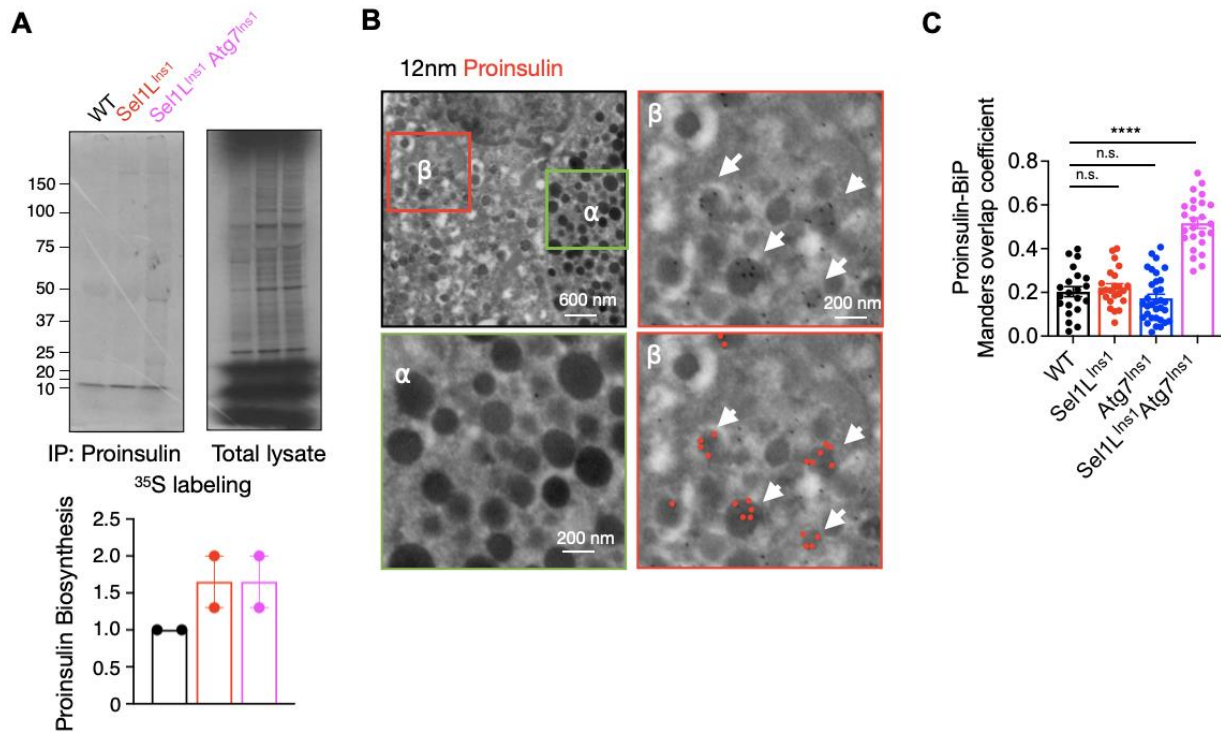 A
WT
Sel1L^Ins1
Sel1L^Ins1 Atg7^Ins1
150
100
75
50
37
25
20
10
IP: Proinsulin
Total lysate
³⁵S labeling
Proinsulin Biosynthesis
2.5
2.0
1.5
1.0
0.5
0
B
12nm Proinsulin
β
α
600 nm
β
200 nm
α
200 nm
β
C
Proinsulin-BiP
Manders overlap coefficient
****
n.s.
n.s.
0.8
0.6
0.4
0.2
0.0
WT
Sel1L^Ins1
Atg7^Ins1
Sel1L^Ins1Atg7^Ins1